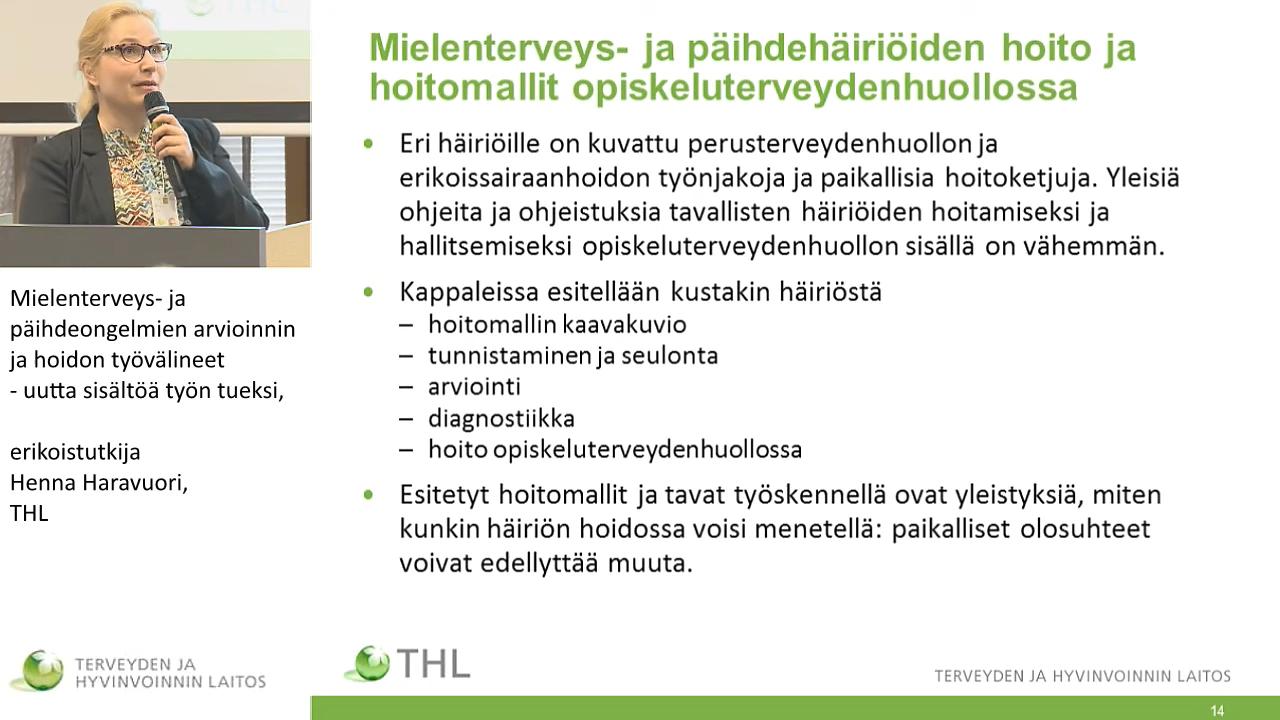 THL
Mielenterveys- ja
päihdeongelmien arvioinnin
ja hoidon työvälineet
- uutta sisältöä työn tueksi,
erikoistutkija
Henna Haravuori,
THL
TERVEYDEN JA
HYVINVOINNIN LAITOS
Mielenterveys- ja päihdehäiriöiden hoito ja
hoitomallit opiskeluterveydenhuollossa
• Eri häiriöille on kuvattu perusterveydenhuollon ja
erikoissairaanhoidon työnjakoja ja paikallisia hoitoketjuja. Yleisiä
ohjeita ja ohjeistuksia tavallisten häiriöiden hoitamiseksi ja
hallitsemiseksi opiskeluterveydenhuollon sisällä on vähemmän.
• Kappaleissa esitellään kustakin häiriöstä
– hoitomallin kaavakuvio
– tunnistaminen ja seulonta
– arviointi
– diagnostiikka
– hoito opiskeluterveydenhuollossa
• Esitetyt hoitomallit ja tavat työskennellä ovat yleistyksiä, miten
kunkin häiriön hoidossa voisi menetellä: paikalliset olosuhteet
voivat edellyttää muuta.
THL
TERVEYDEN JA HYVINVOINNIN LAITOS
14